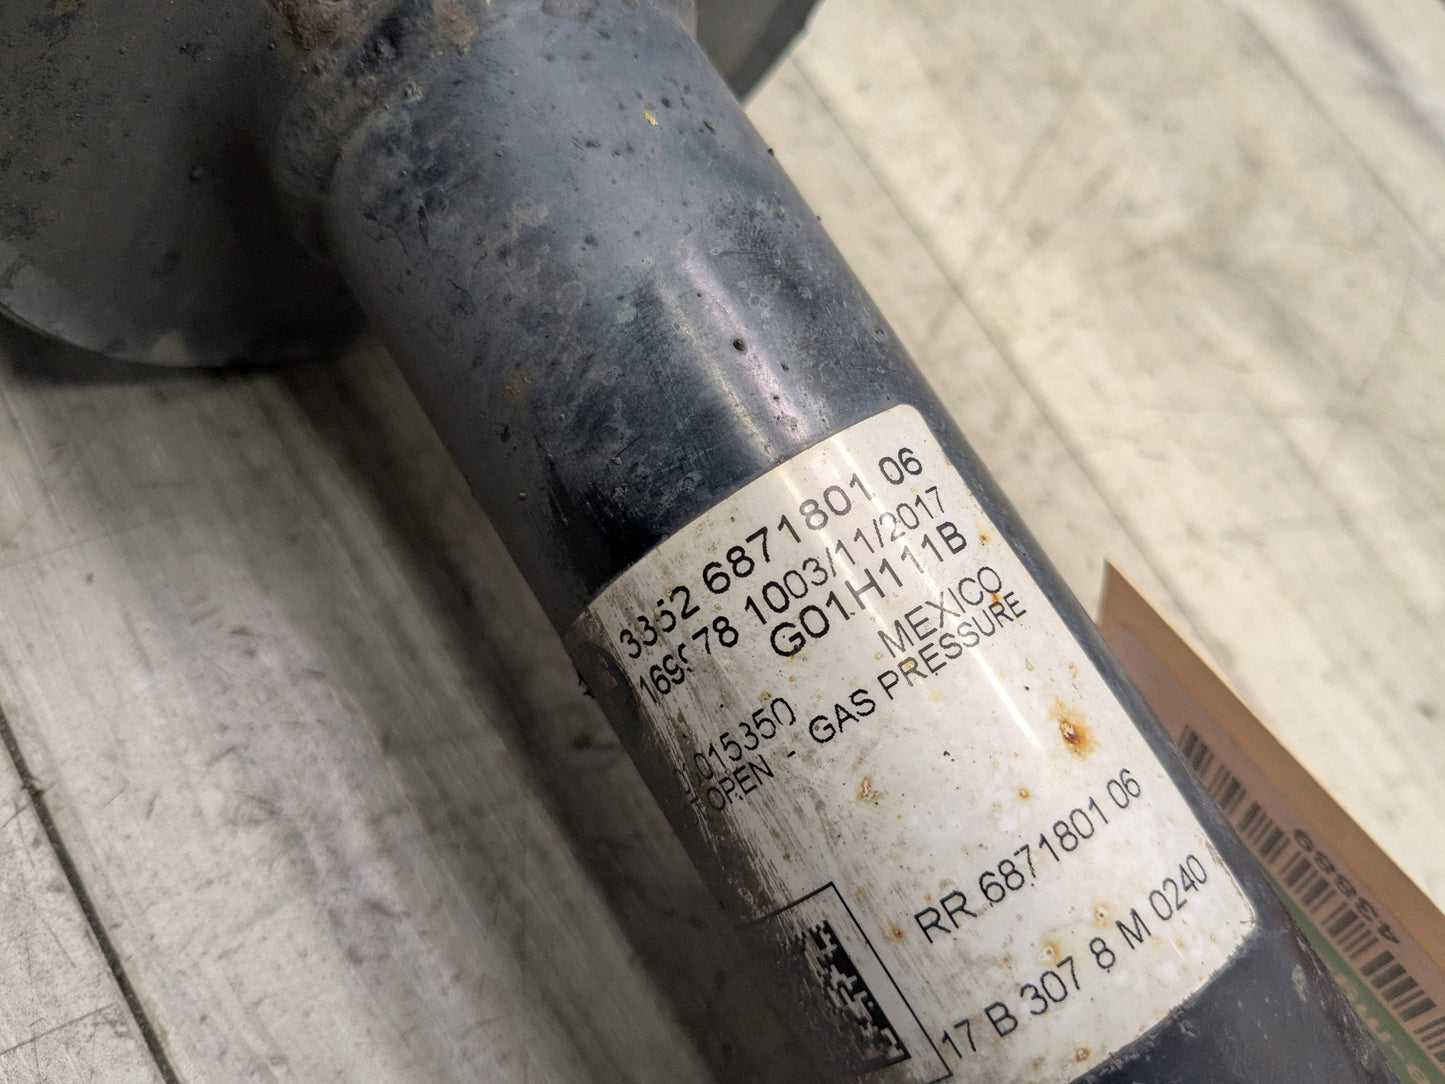 3352 6871801 06
78 1003/11/2017
G01.H111B
MEXICO
015350
OPEN - GAS PRESSURE
RR 6871801 06
17 B 307 8 M 0240
43869